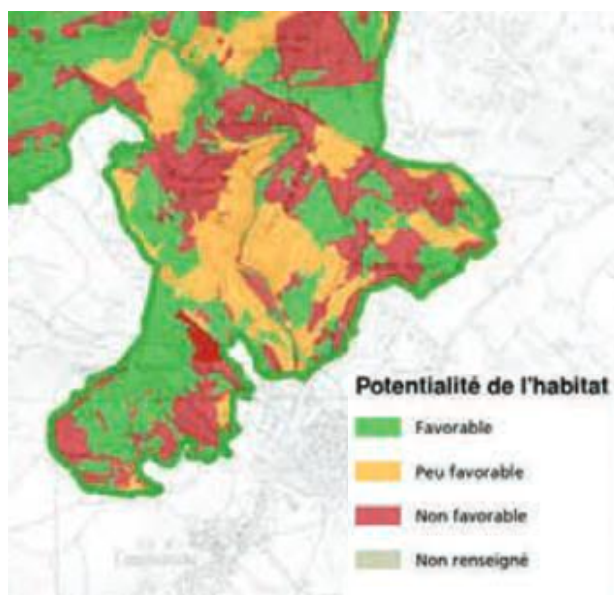 Potentialité de l'habitat
Favorable
Peu favorable
Non favorable
Non renseigné